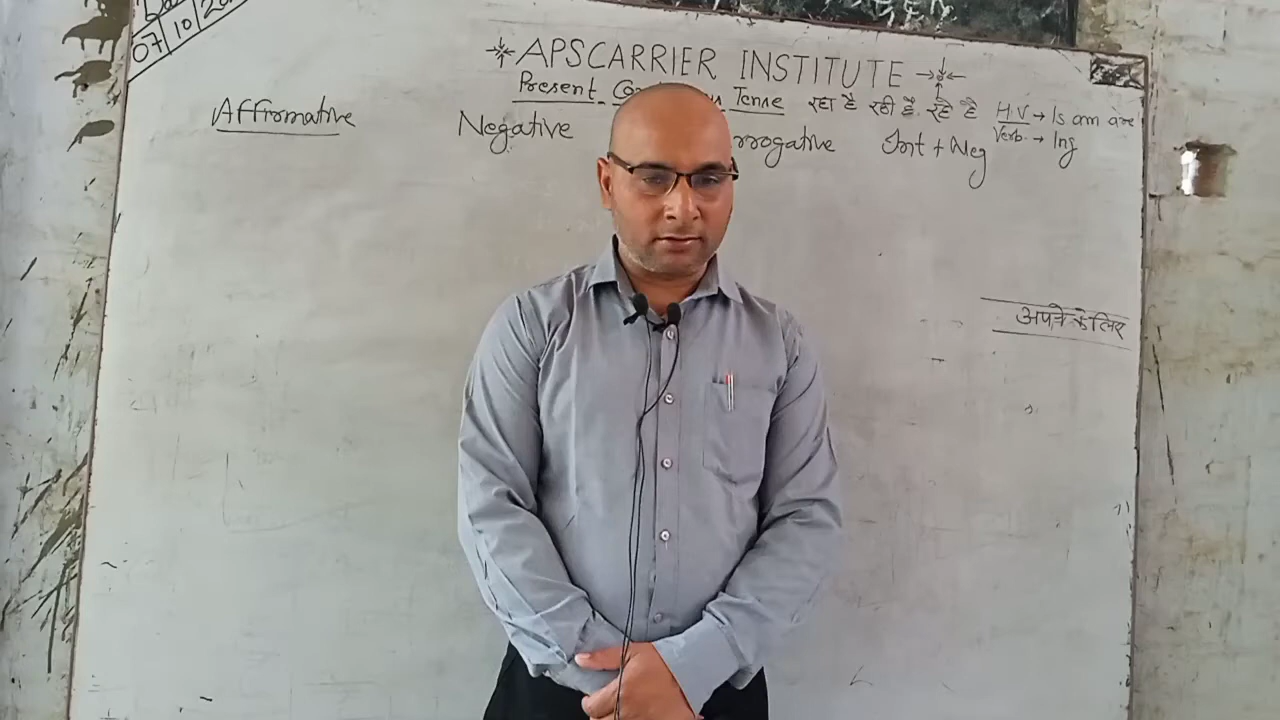 07/10/20
APSCARRIER INSTITUTE
Present Tense रहा है रही है रहे है H.V → Is am are
Verb → Ing
Affirmative Negative Int + Neg
अपने के लिए